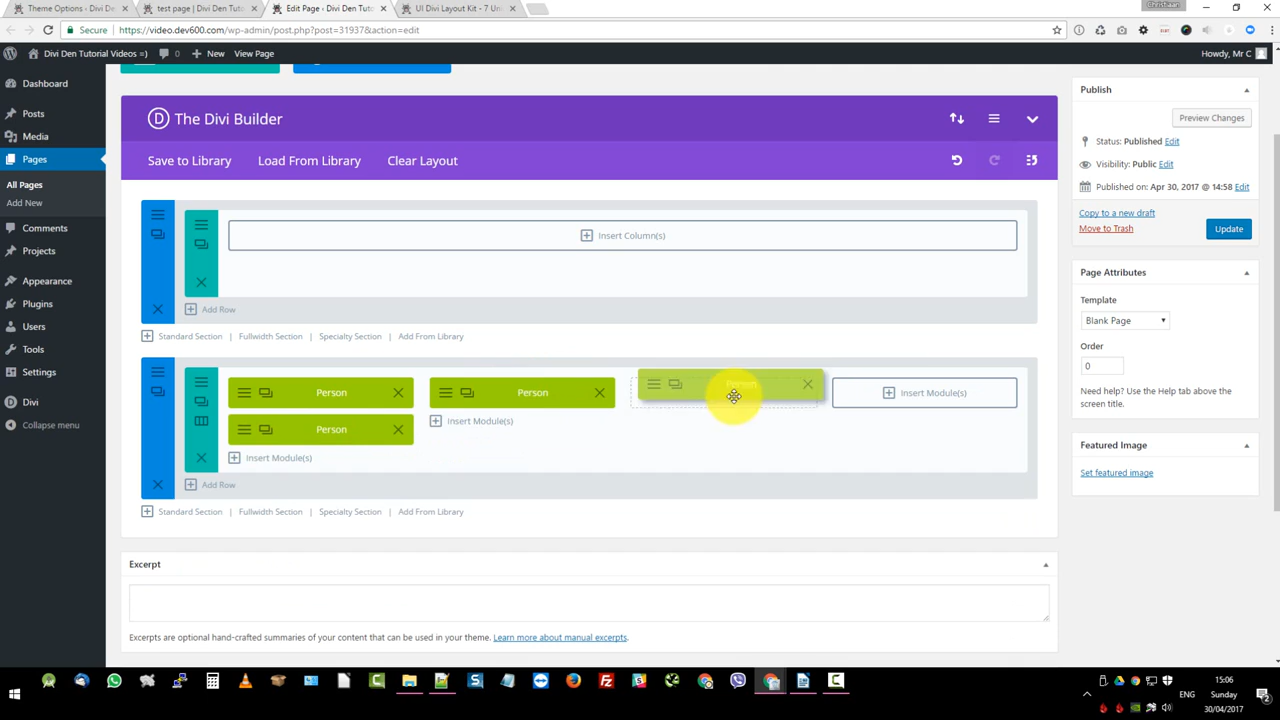 Christiaan
Theme Options - Divi De
test page | Divi Den Tuto
Edit Page ‹ Divi Den Tuto
UI Divi Layout Kit - 7 Un
Secure
https://video.dev600.com/wp-admin/post.php?post=31937&action=edit
Divi Den Tutorial Videos =)
New
View Page
Howdy, Mr C
Dashboard
Posts
Media
Pages
All Pages
Add New
Comments
Projects
Appearance
Plugins
Users
Tools
Settings
Divi
Collapse menu
The Divi Builder
Save to Library
Load From Library
Clear Layout
Insert Column(s)
Add Row
Standard Section | Fullwidth Section | Specialty Section | Add From Library
Person
Person
Person
Insert Module(s)
Insert Module(s)
Person
Insert Module(s)
Add Row
Standard Section | Fullwidth Section | Specialty Section | Add From Library
Excerpt
Excerpts are optional hand-crafted summaries of your content that can be used in your theme. Learn more about manual excerpts.
Publish
Preview Changes
Status: Published Edit
Visibility: Public Edit
Published on: Apr 30, 2017 @ 14:58 Edit
Copy to a new draft
Move to Trash
Update
Page Attributes
Template
Blank Page
Order
0
Need help? Use the Help tab above the
screen title.
Featured Image
Set featured image
ENG
15:06
Sunday
30/04/2017
2